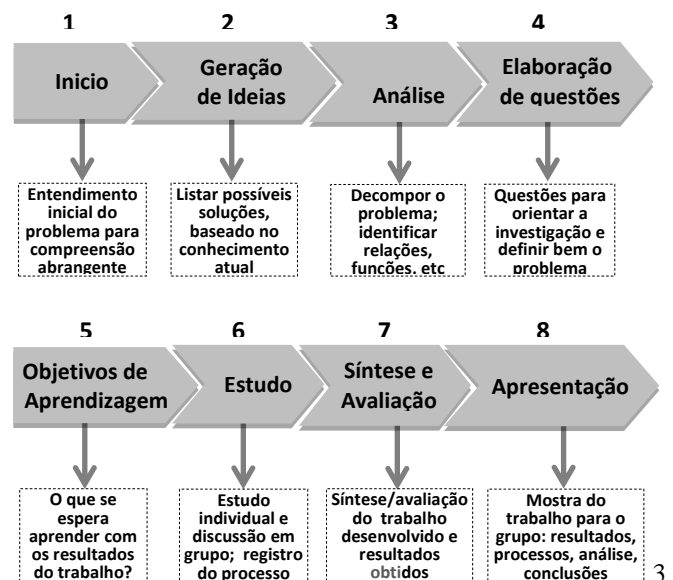 1 2 3 4
Inicio
Geração
de Ideias
Análise
Elaboração
de questões
Entendimento
inicial do
problema para
compreensão
abrangente
Listar possíveis
soluções,
baseado no
conhecimento
atual
Decompor o
problema;
identificar
relações,
funções. etc
Questões para
orientar a
investigação e
definir bem o
problema
5 6 7 8
Objetivos de
Aprendizagem
Estudo
Síntese e
Avaliação
Apresentação
O que se
espera
aprender com
os resultados
do trabalho?
Estudo
individual e
discussão em
grupo; registro
do processo
Síntese/avaliação
do trabalho
desenvolvido e
resultados
obtidos
Mostra do
trabalho para o
grupo: resultados,
processos, análise,
conclusões
3